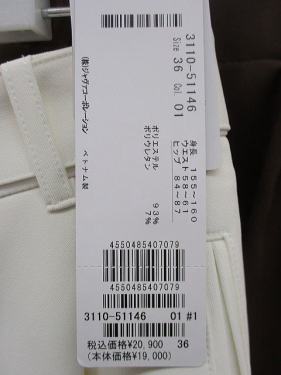 3110-51146
Size 36 Col. 01
身長 155~160
ウエスト 58~61
ヒップ 84~87
ポリエステル 93%
ポリウレタン 7%
(株)ジャヴァコーポレーション
ベトナム製
4550485407079
4550485407079
3110-51146 01 #1
税込価格¥20,900 36
(本体価格¥19,000)